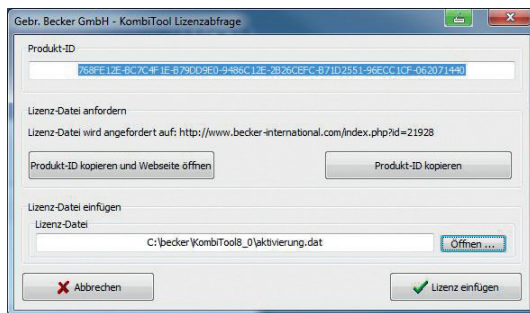 Gebr. Becker GmbH - KombiTool Lizenzabfrage
Produkt-ID
768FE12E-BC7C4F1E-B79DD9E0-9486C12E-2B26CEFC-B71D2551-96ECC1CF-062071440
Lizenz-Datei anfordern
Lizenz-Datei wird angefordert auf: http://www.becker-international.com/index.php?id=21928
Produkt-ID kopieren und Webseite öffnen Produkt-ID kopieren
Lizenz-Datei einfügen
Lizenz-Datei
C:\becker\KombiTool8_0\aktivierung.dat Öffnen ...
Abbrechen Lizenz einfügen